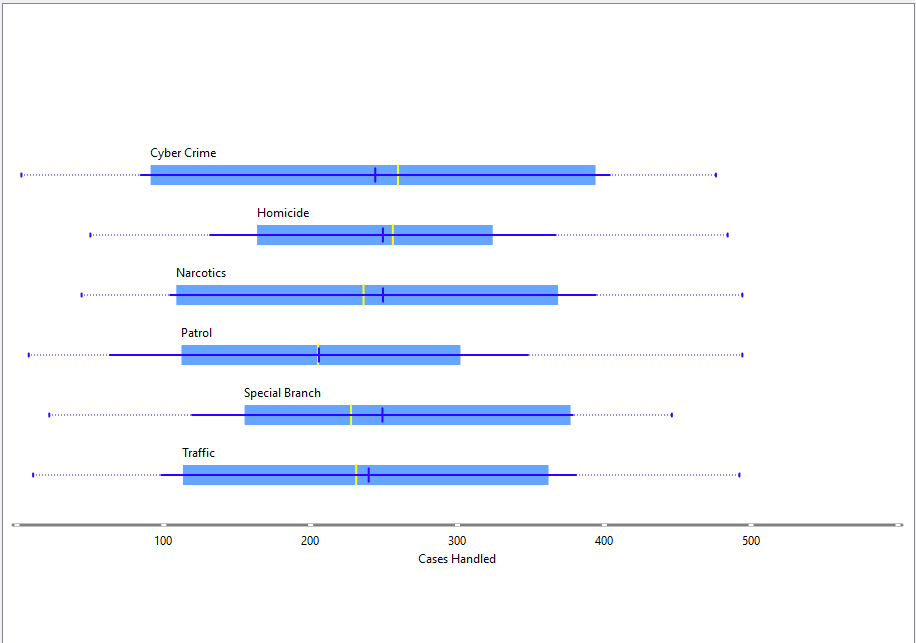 Cyber Crime
Homicide
Narcotics
Patrol
Special Branch
Traffic
100 200 300 400 500
Cases Handled